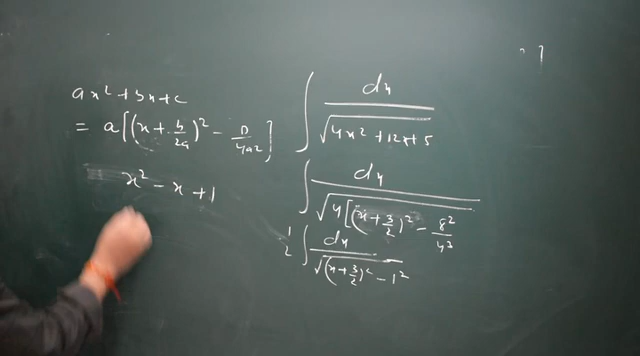 ax² + bx + c
= a[(x + b/2a)² - D/4a²]
x² - x + 1
∫ dx / √(4x² + 12x + 5)
∫ dx / √(4[(x + 3/2)² - 8²/4³
1/2 ∫ dx / √((x + 3/2)² - 1²